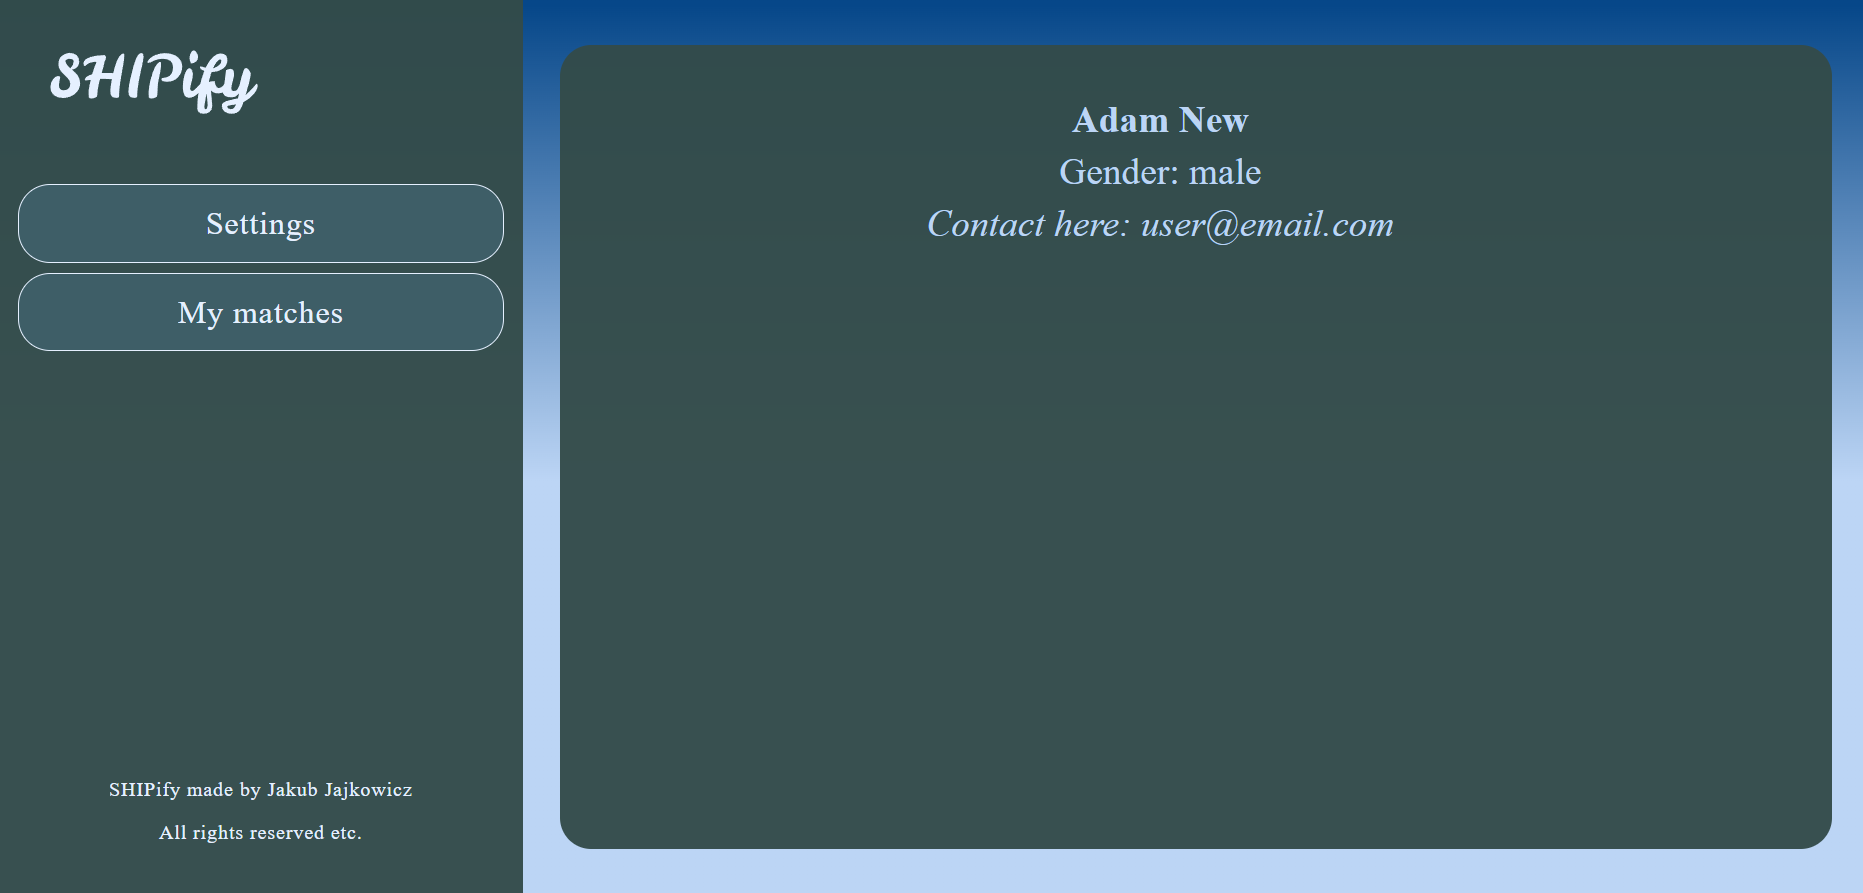 SHIPify
Settings
My matches
SHIPify made by Jakub Jajkowicz
All rights reserved etc.
Adam New
Gender: male
Contact here: user@email.com